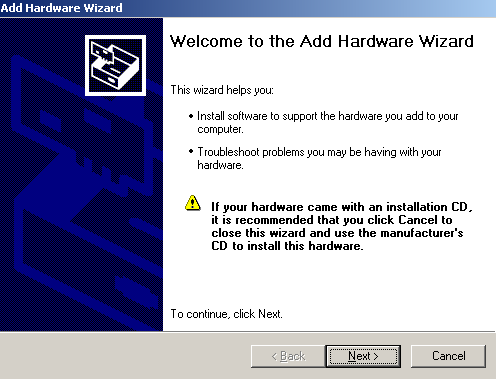 Add Hardware Wizard
Welcome to the Add Hardware Wizard
This wizard helps you:
• Install software to support the hardware you add to your
computer.
• Troubleshoot problems you may be having with your
hardware.
If your hardware came with an installation CD,
it is recommended that you click Cancel to
close this wizard and use the manufacturer's
CD to install this hardware.
To continue, click Next.
< Back Next > Cancel